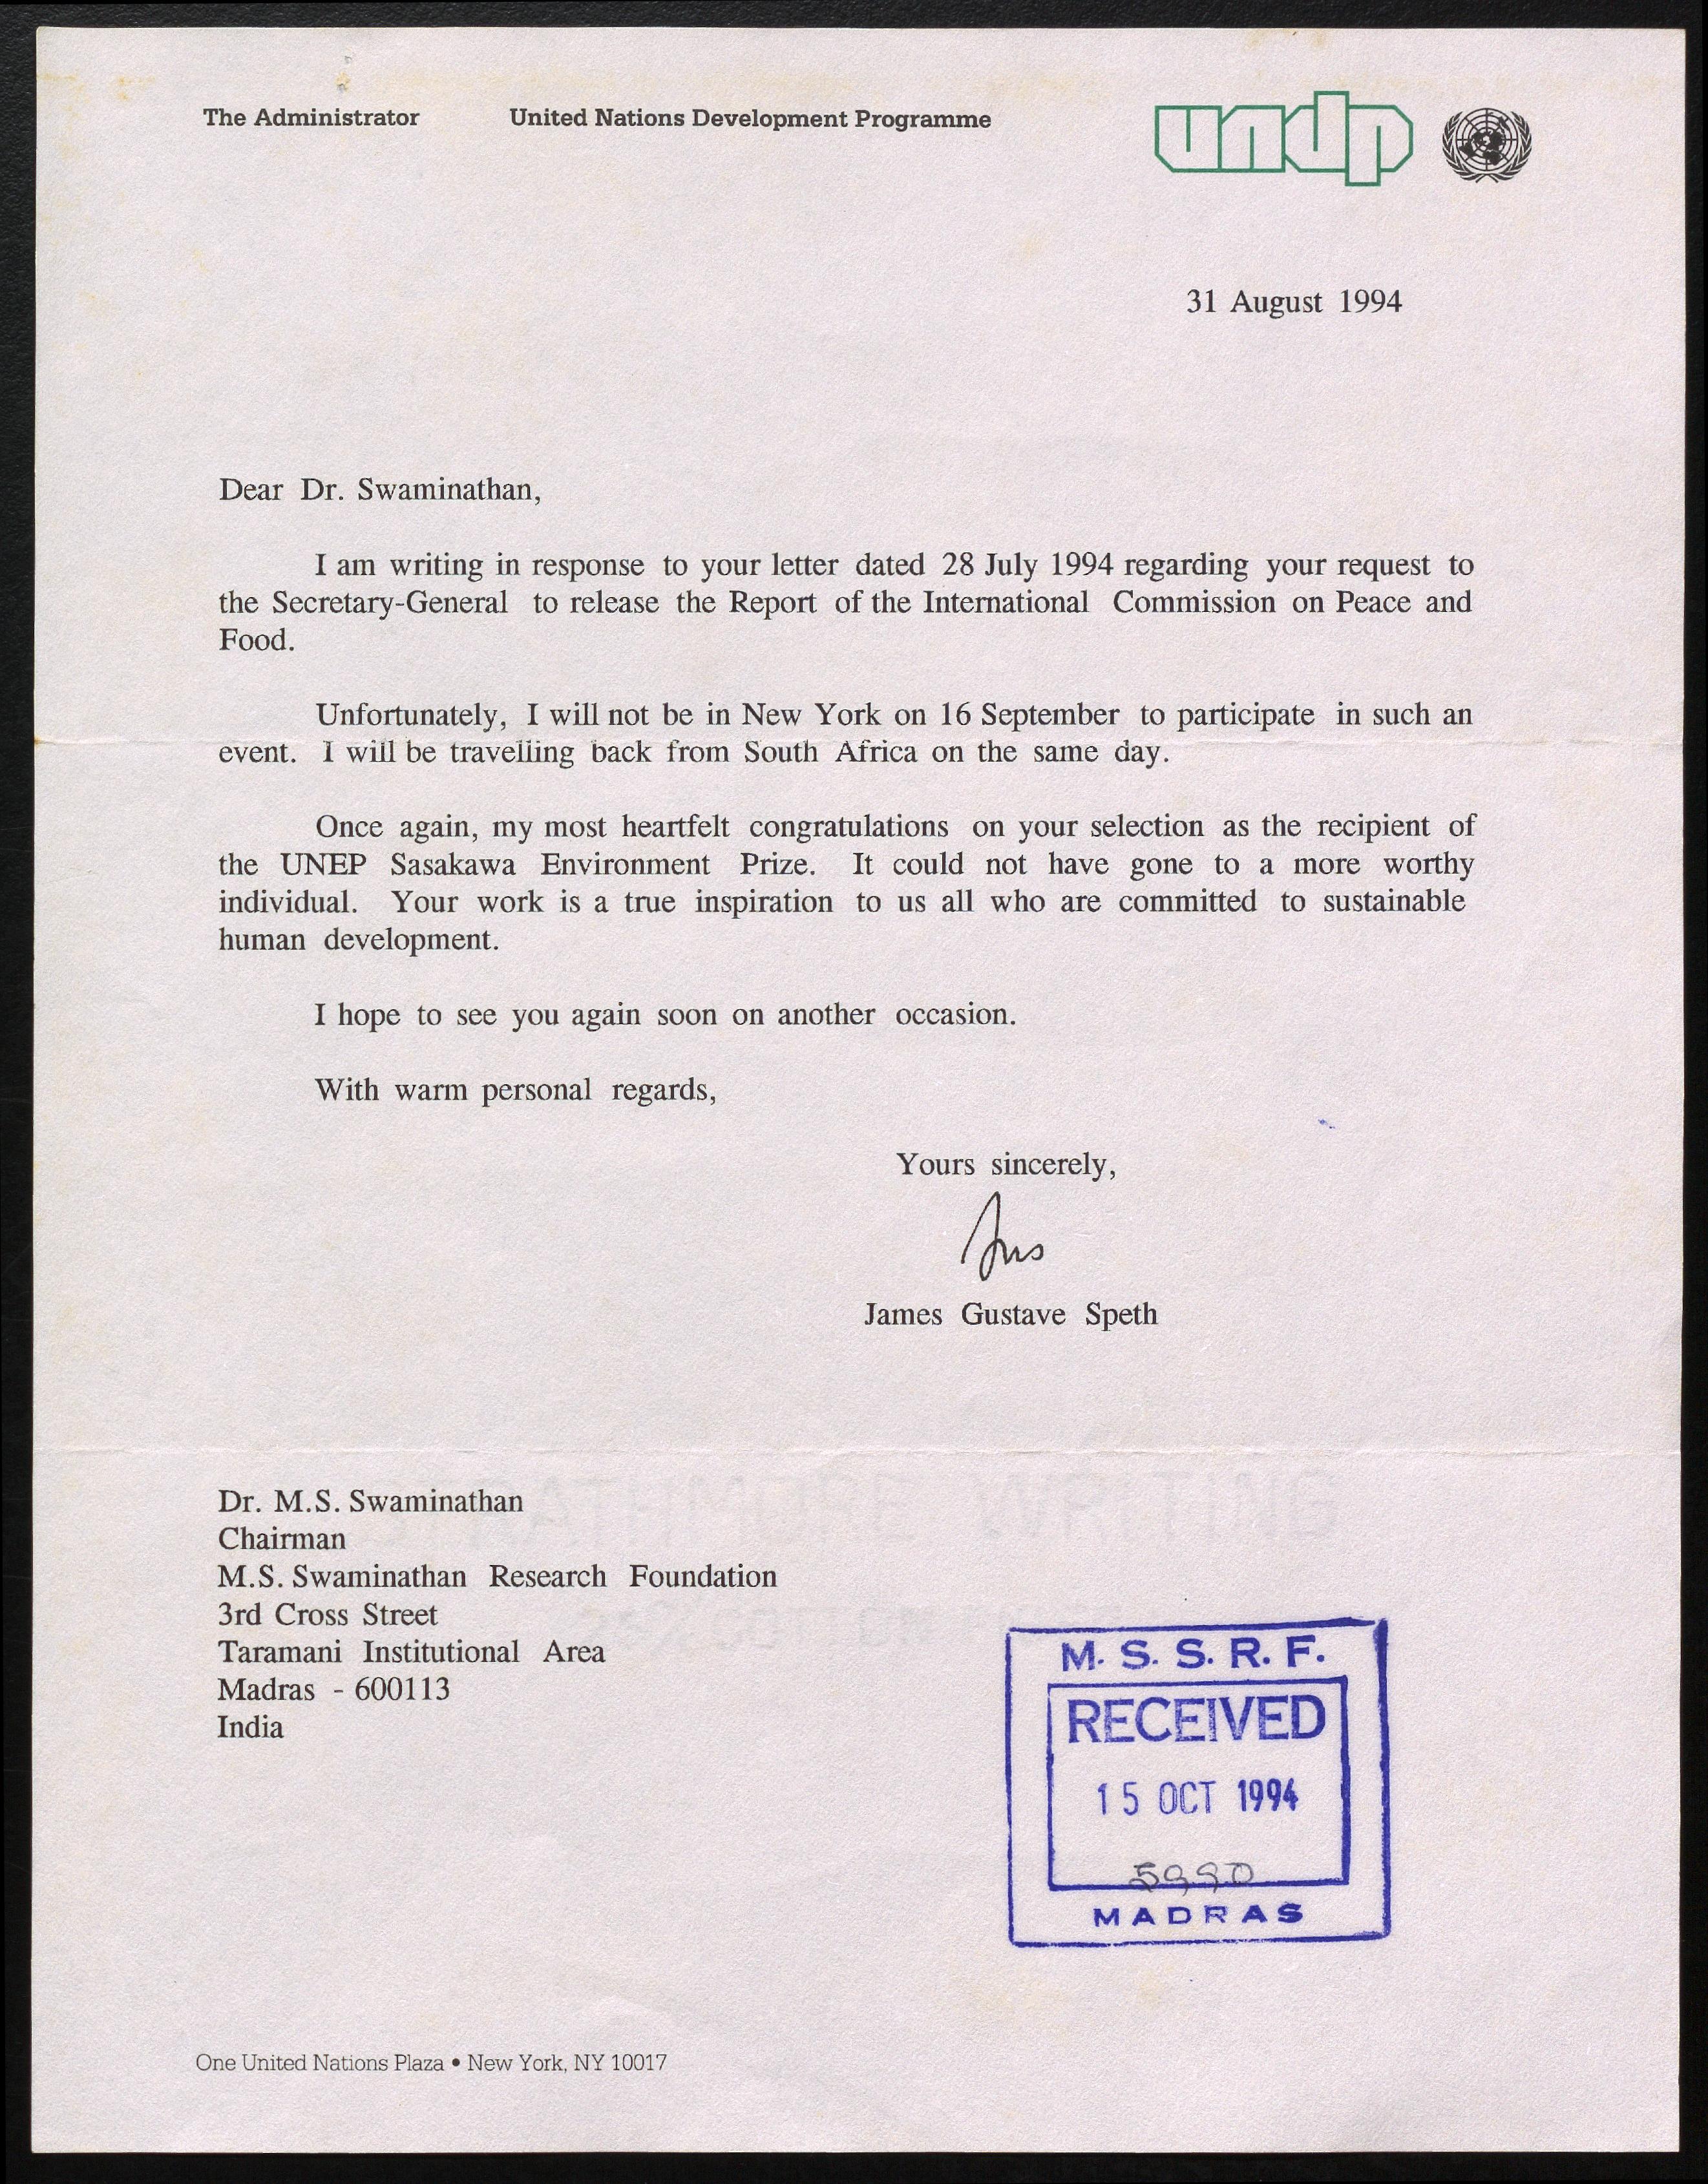 The Administrator United Nations Development Programme undp
31 August 1994
Dear Dr. Swaminathan,
I am writing in response to your letter dated 28 July 1994 regarding your request to
the Secretary-General to release the Report of the International Commission on Peace and
Food.
Unfortunately, I will not be in New York on 16 September to participate in such an
event. I will be travelling back from South Africa on the same day.
Once again, my most heartfelt congratulations on your selection as the recipient of
the UNEP Sasakawa Environment Prize. It could not have gone to a more worthy
individual. Your work is a true inspiration to us all who are committed to sustainable
human development.
I hope to see you again soon on another occasion.
With warm personal regards,
Yours sincerely,
James Gustave Speth
Dr. M.S. Swaminathan
Chairman
M.S. Swaminathan Research Foundation
3rd Cross Street
Taramani Institutional Area
Madras - 600113
India
M. S. S. R. F.
RECEIVED
15 OCT 1994
5990
MADRAS
One United Nations Plaza • New York, NY 10017